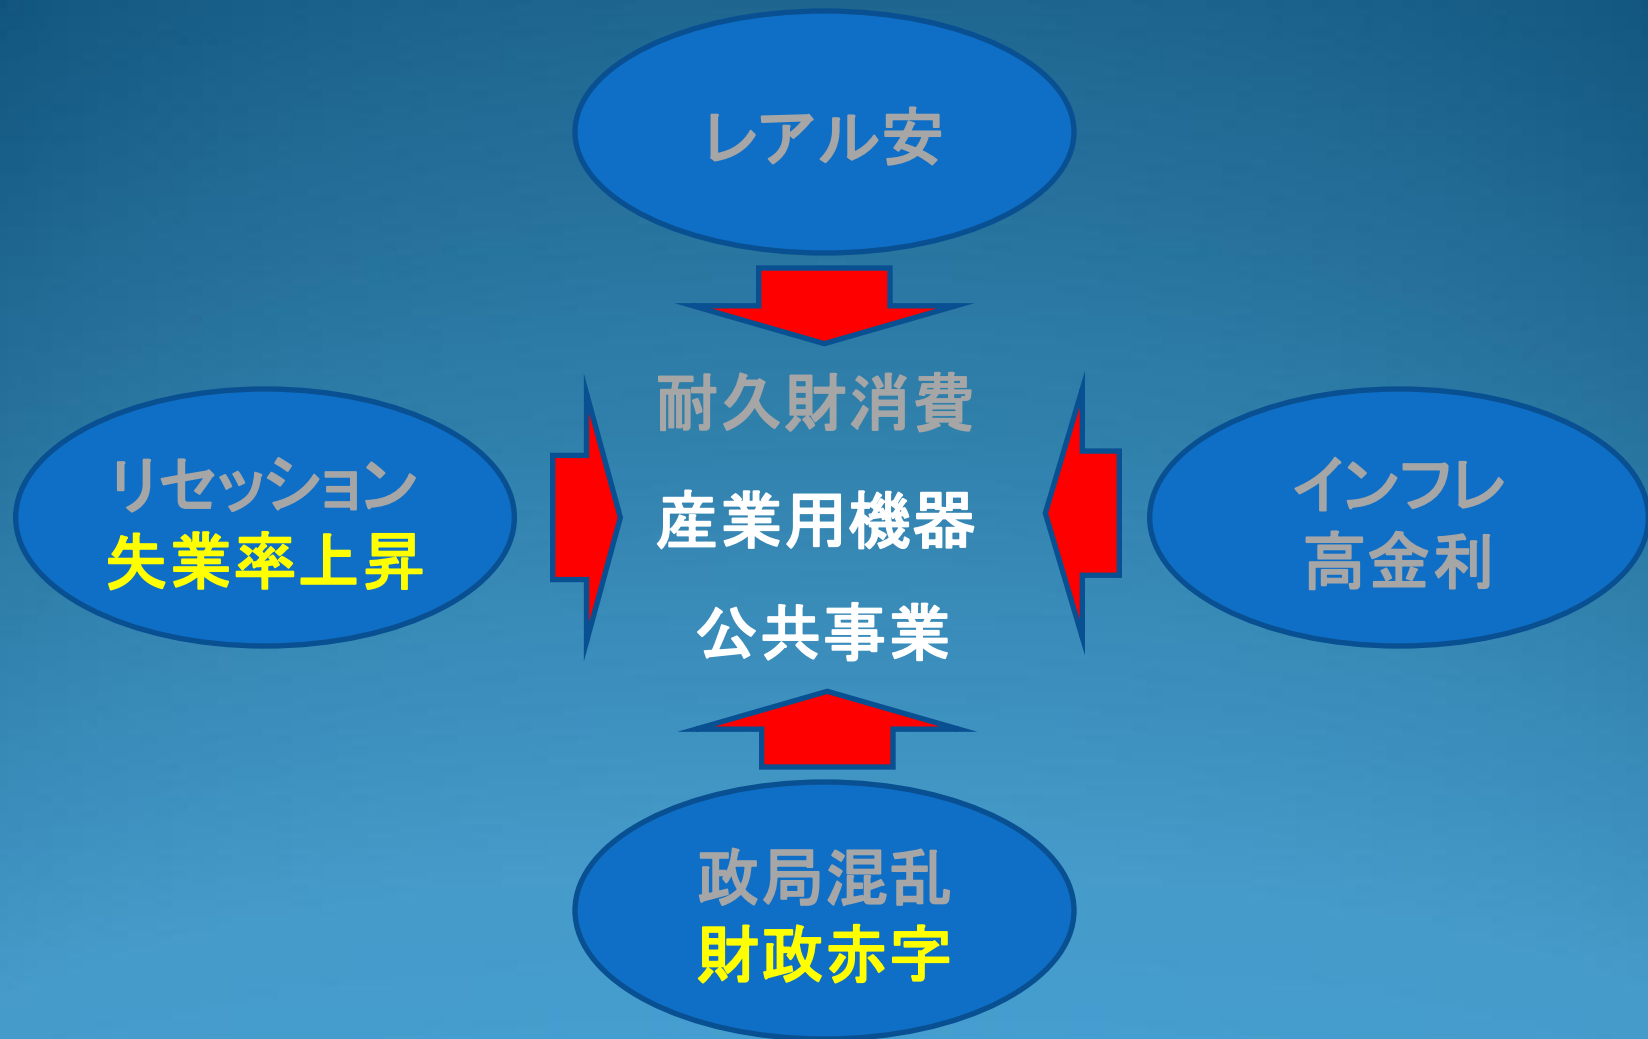 レアル安
耐久財消費
産業用機器
公共事業
リセッション
失業率上昇
インフレ
高金利
政局混乱
財政赤字